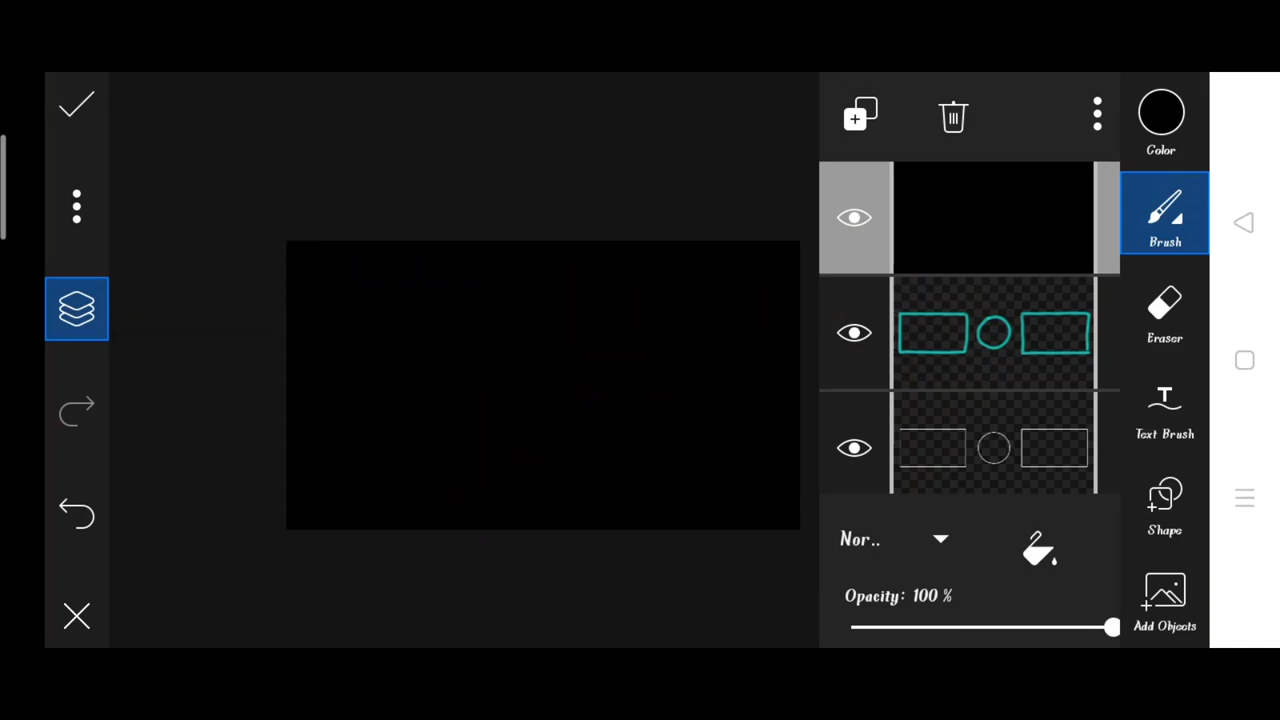 Color
Brush
Eraser
Text Brush
Shape
Nor..
Opacity: 100 %
Add Objects